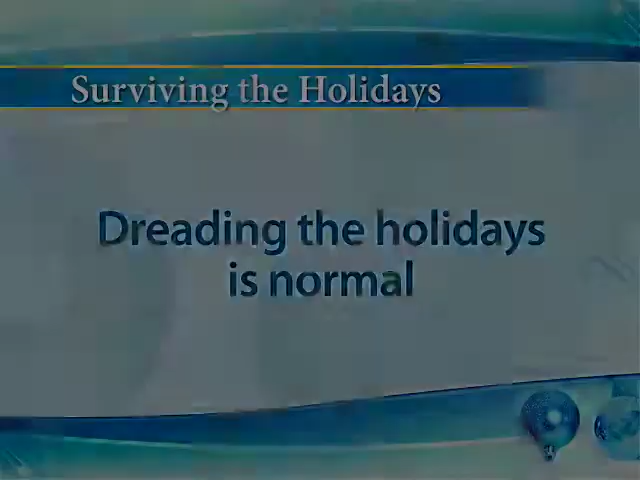 Surviving the Holidays
Dreading the holidays
is normal